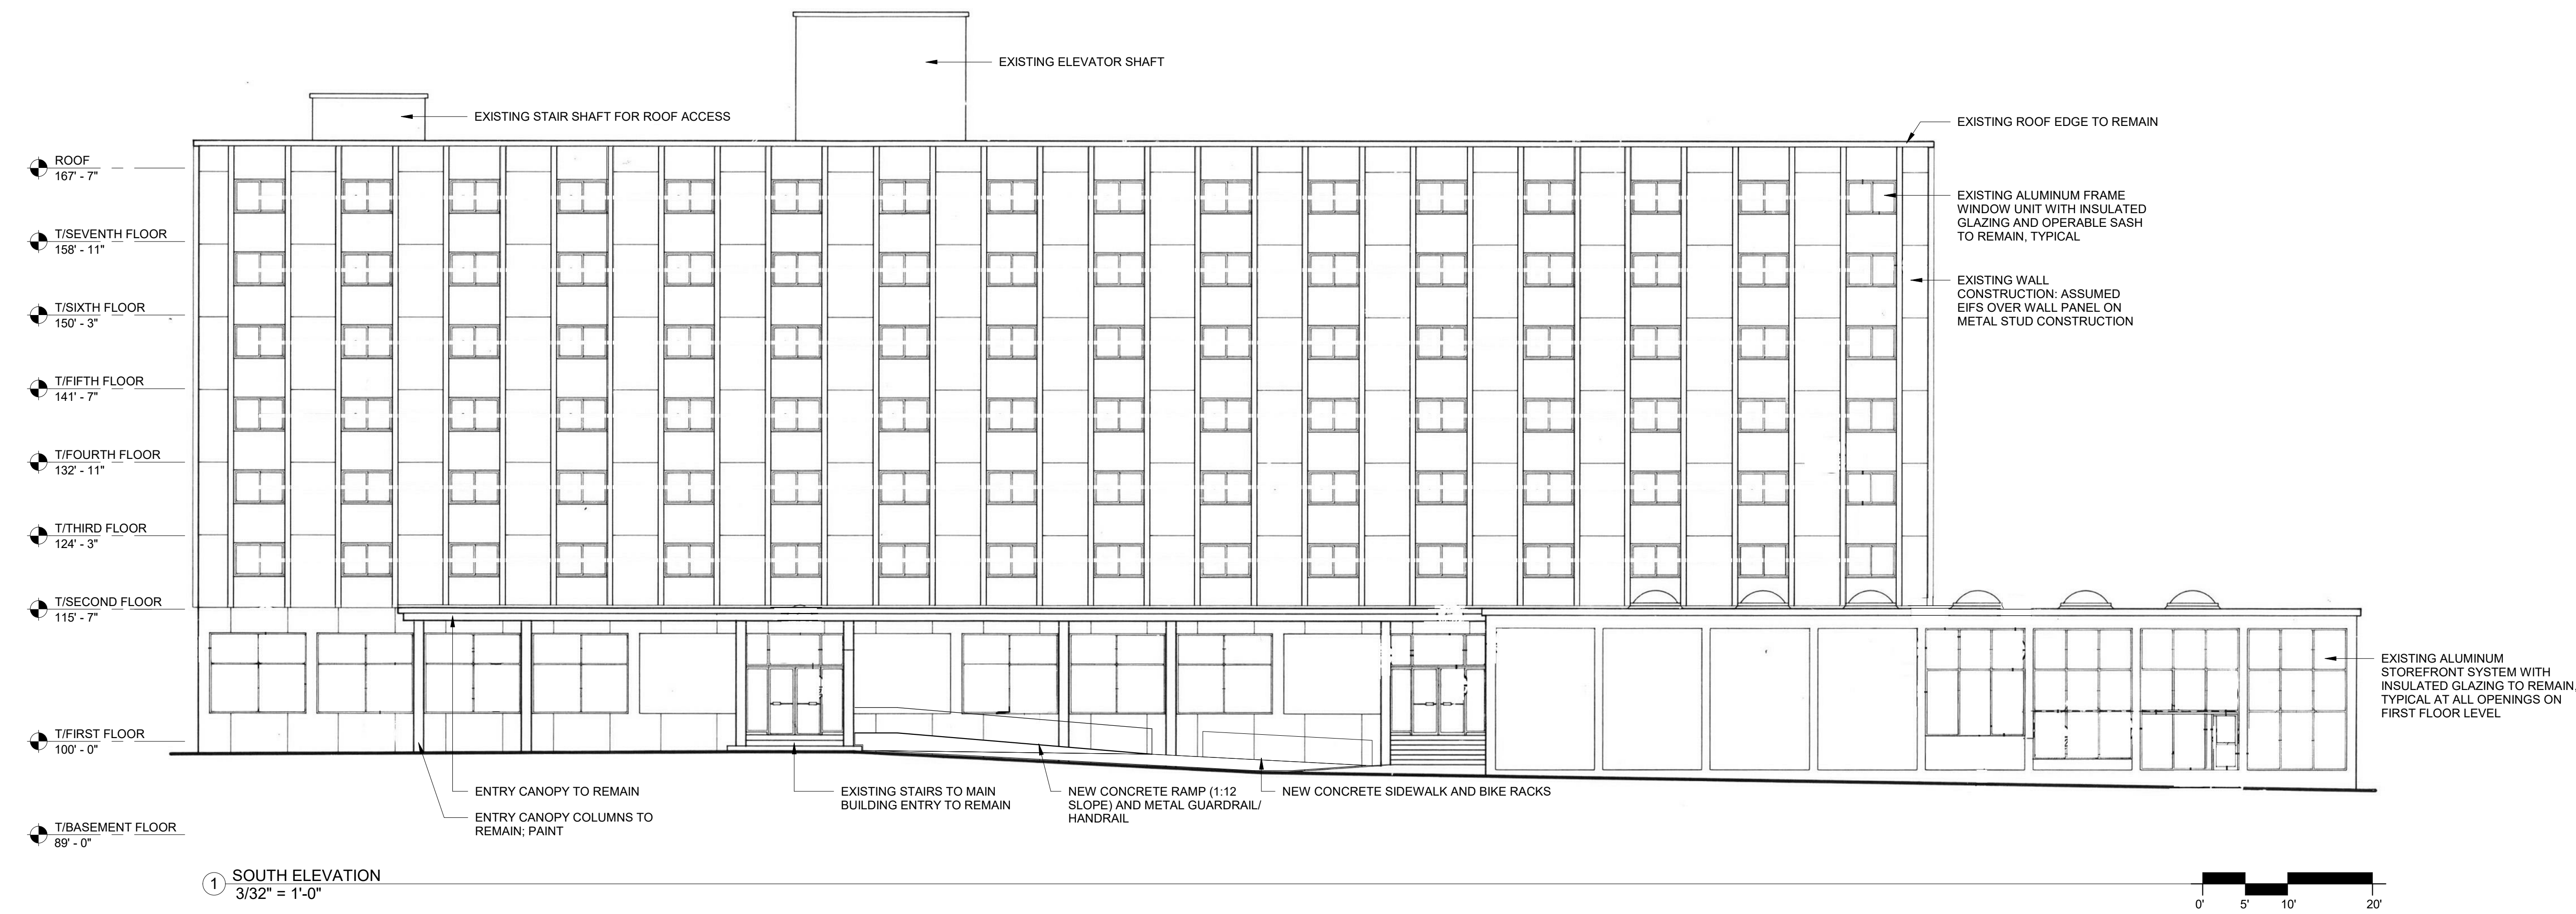 EXISTING ELEVATOR SHAFT
EXISTING STAIR SHAFT FOR ROOF ACCESS
EXISTING ROOF EDGE TO REMAIN
ROOF
167' - 7"
EXISTING ALUMINUM FRAME
WINDOW UNIT WITH INSULATED
GLAZING AND OPERABLE SASH
TO REMAIN, TYPICAL
T/SEVENTH FLOOR
158' - 11"
EXISTING WALL
CONSTRUCTION: ASSUMED
EIFS OVER WALL PANEL ON
METAL STUD CONSTRUCTION
T/SIXTH FLOOR
150' - 3"
T/FIFTH FLOOR
141' - 7"
T/FOURTH FLOOR
132' - 11"
T/THIRD FLOOR
124' - 3"
T/SECOND FLOOR
115' - 7"
EXISTING ALUMINUM
STOREFRONT SYSTEM WITH
INSULATED GLAZING TO REMAIN,
TYPICAL AT ALL OPENINGS ON
FIRST FLOOR LEVEL
T/FIRST FLOOR
100' - 0"
ENTRY CANOPY TO REMAIN
ENTRY CANOPY COLUMNS TO
REMAIN; PAINT
EXISTING STAIRS TO MAIN
BUILDING ENTRY TO REMAIN
NEW CONCRETE RAMP (1:12
SLOPE) AND METAL GUARDRAIL/
HANDRAIL
NEW CONCRETE SIDEWALK AND BIKE RACKS
T/BASEMENT FLOOR
89' - 0"
1 SOUTH ELEVATION
3/32" = 1'-0"
0' 5' 10' 20'